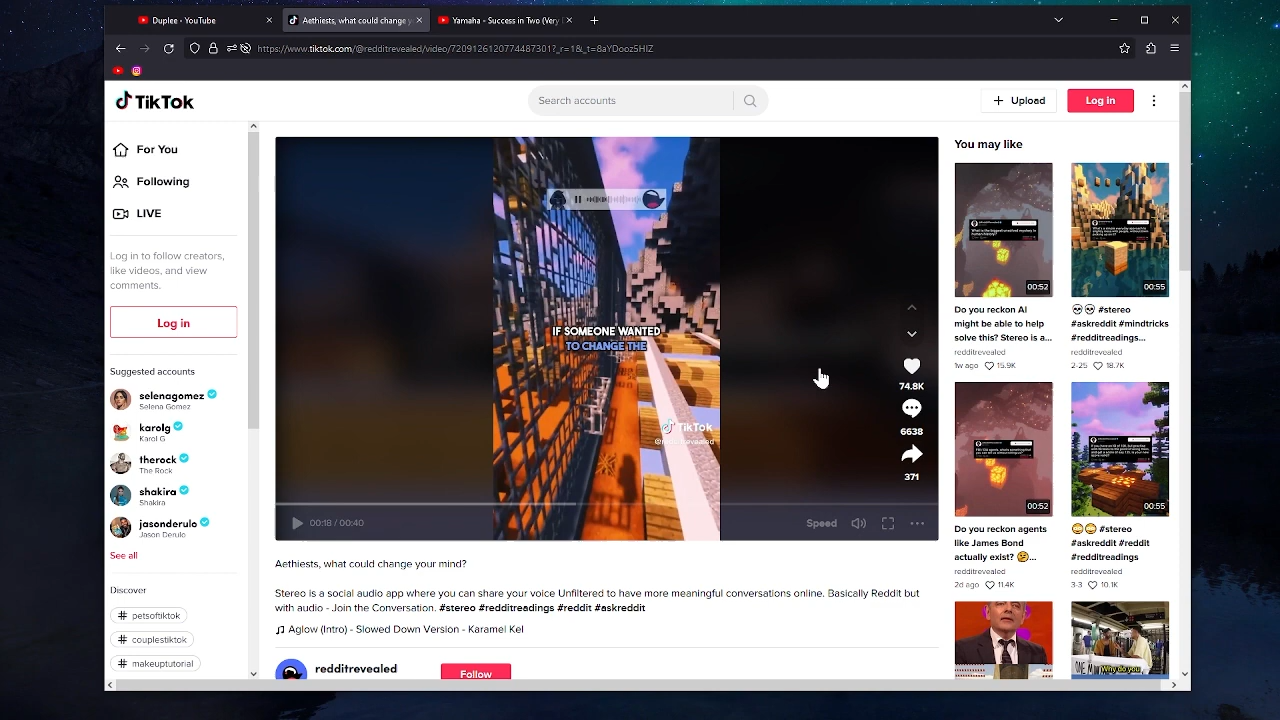 Duplee - YouTube
Aethiests, what could change y
Yamaha - Success in Two (Very
https://www.tiktok.com/@redditrevealed/video/7209126120774487301?_r=1&_t=8aYDooz5HIZ
TikTok
Search accounts
Upload
Log in
For You
Following
LIVE
Log in to follow creators,
like videos, and view
comments.
Log in
Suggested accounts
selenagomez
Selena Gomez
karolg
Karol G
therock
The Rock
shakira
Shakira
jasonderulo
Jason Derulo
See all
Discover
# petsoftiktok
# couplestiktok
# makeuptutorial
IF SOMEONE WANTED
TO CHANGE THE
TikTok
74.8K
6638
371
00:18 / 00:40
Speed
Aethiests, what could change your mind?
Stereo is a social audio app where you can share your voice Unfiltered to have more meaningful conversations online. Basically ReddIt but
with audio - Join the Conversation. #stereo #redditreadings #reddit #askreddit
Aglow (Intro) - Slowed Down Version - Karamel Kel
redditrevealed
Follow
You may like
00:52
Do you reckon AI
might be able to help
solve this? Stereo is a...
redditrevealed
1w ago 15.9K
00:55
#stereo
#askreddit #mindtricks
#redditreadings...
redditrevealed
2-25 18.7K
00:52
Do you reckon agents
like James Bond
actually exist? 🤔...
redditrevealed
2d ago 11.4K
00:55
#stereo
#askreddit #reddit
#redditreadings
redditrevealed
3-3 10.1K
Why do you